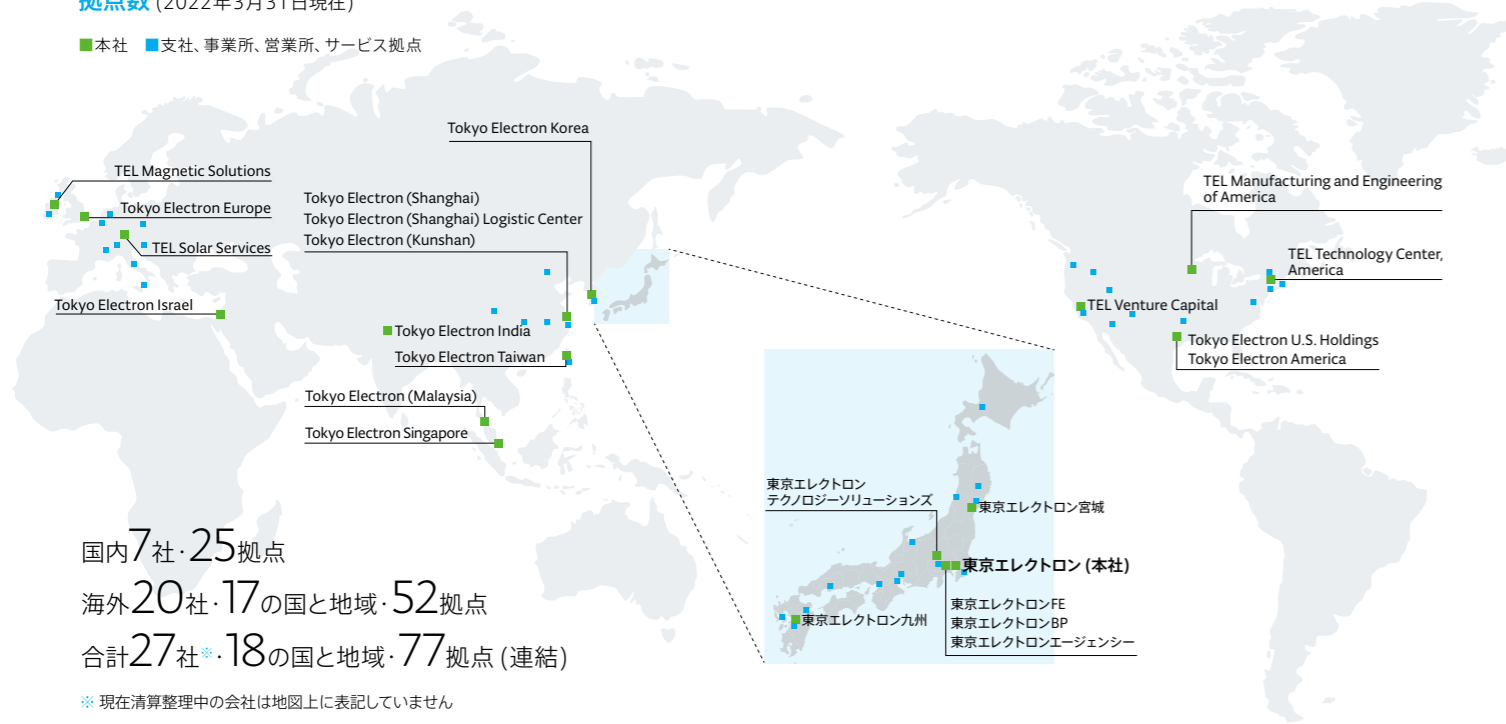 拠点数 (2022年3月31日現在)
■本社 ■支社、事業所、営業所、サービス拠点
Tokyo Electron Korea
TEL Magnetic Solutions
Tokyo Electron Europe
TEL Solar Services
Tokyo Electron Israel
Tokyo Electron (Shanghai)
Tokyo Electron (Shanghai) Logistic Center
Tokyo Electron (Kunshan)
Tokyo Electron India
Tokyo Electron Taiwan
Tokyo Electron (Malaysia)
Tokyo Electron Singapore
TEL Manufacturing and Engineering
of America
TEL Technology Center,
America
TEL Venture Capital
Tokyo Electron U.S. Holdings
Tokyo Electron America
東京エレクトロン
テクノロジーソリューションズ
東京エレクトロン宮城
東京エレクトロン (本社)
東京エレクトロンFE
東京エレクトロンBP
東京エレクトロンエージェンシー
東京エレクトロン九州
国内7社・25拠点
海外20社・17の国と地域・52拠点
合計27社※・18の国と地域・77拠点 (連結)
※ 現在清算整理中の会社は地図上に表記していません